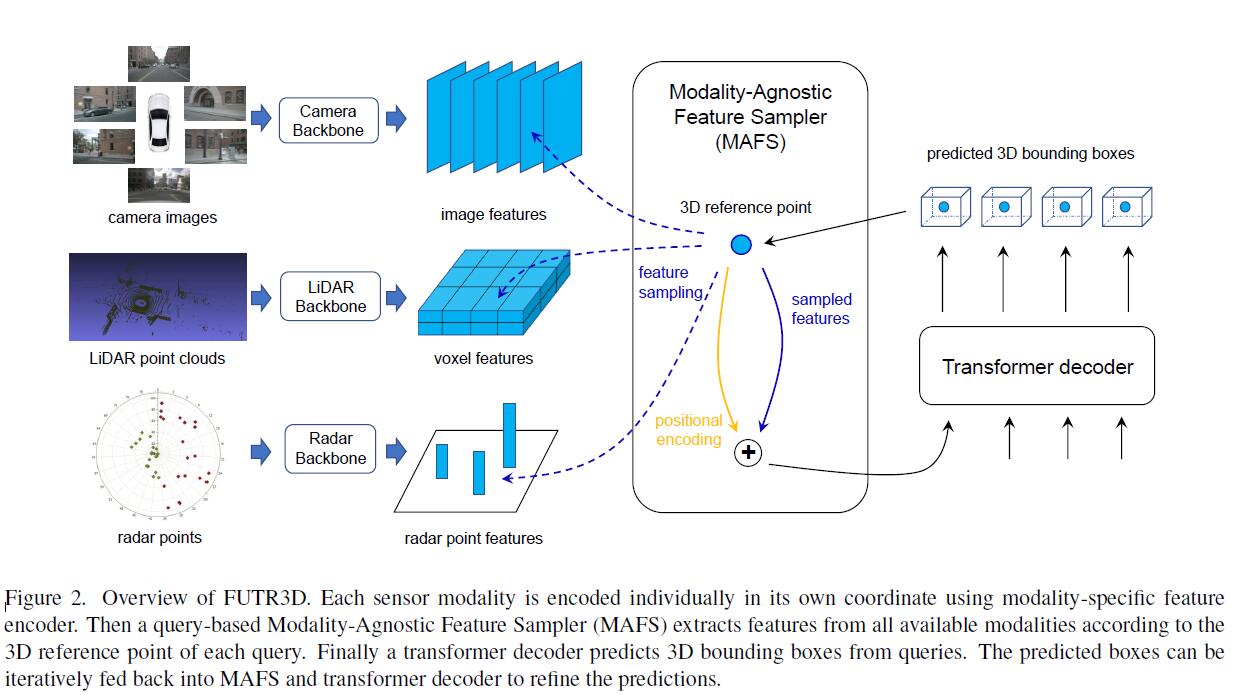 Camera
Backbone
camera images
image features
LiDAR
Backbone
LiDAR point clouds
voxel features
Radar
Backbone
radar points
radar point features
Modality-Agnostic
Feature Sampler
(MAFS)
3D reference point
feature
sampling
sampled
features
positional
encoding
+
predicted 3D bounding boxes
Transformer decoder
Figure 2. Overview of FUTR3D. Each sensor modality is encoded individually in its own coordinate using modality-specific feature
encoder. Then a query-based Modality-Agnostic Feature Sampler (MAFS) extracts features from all available modalities according to the
3D reference point of each query. Finally a transformer decoder predicts 3D bounding boxes from queries. The predicted boxes can be
iteratively fed back into MAFS and transformer decoder to refine the predictions.